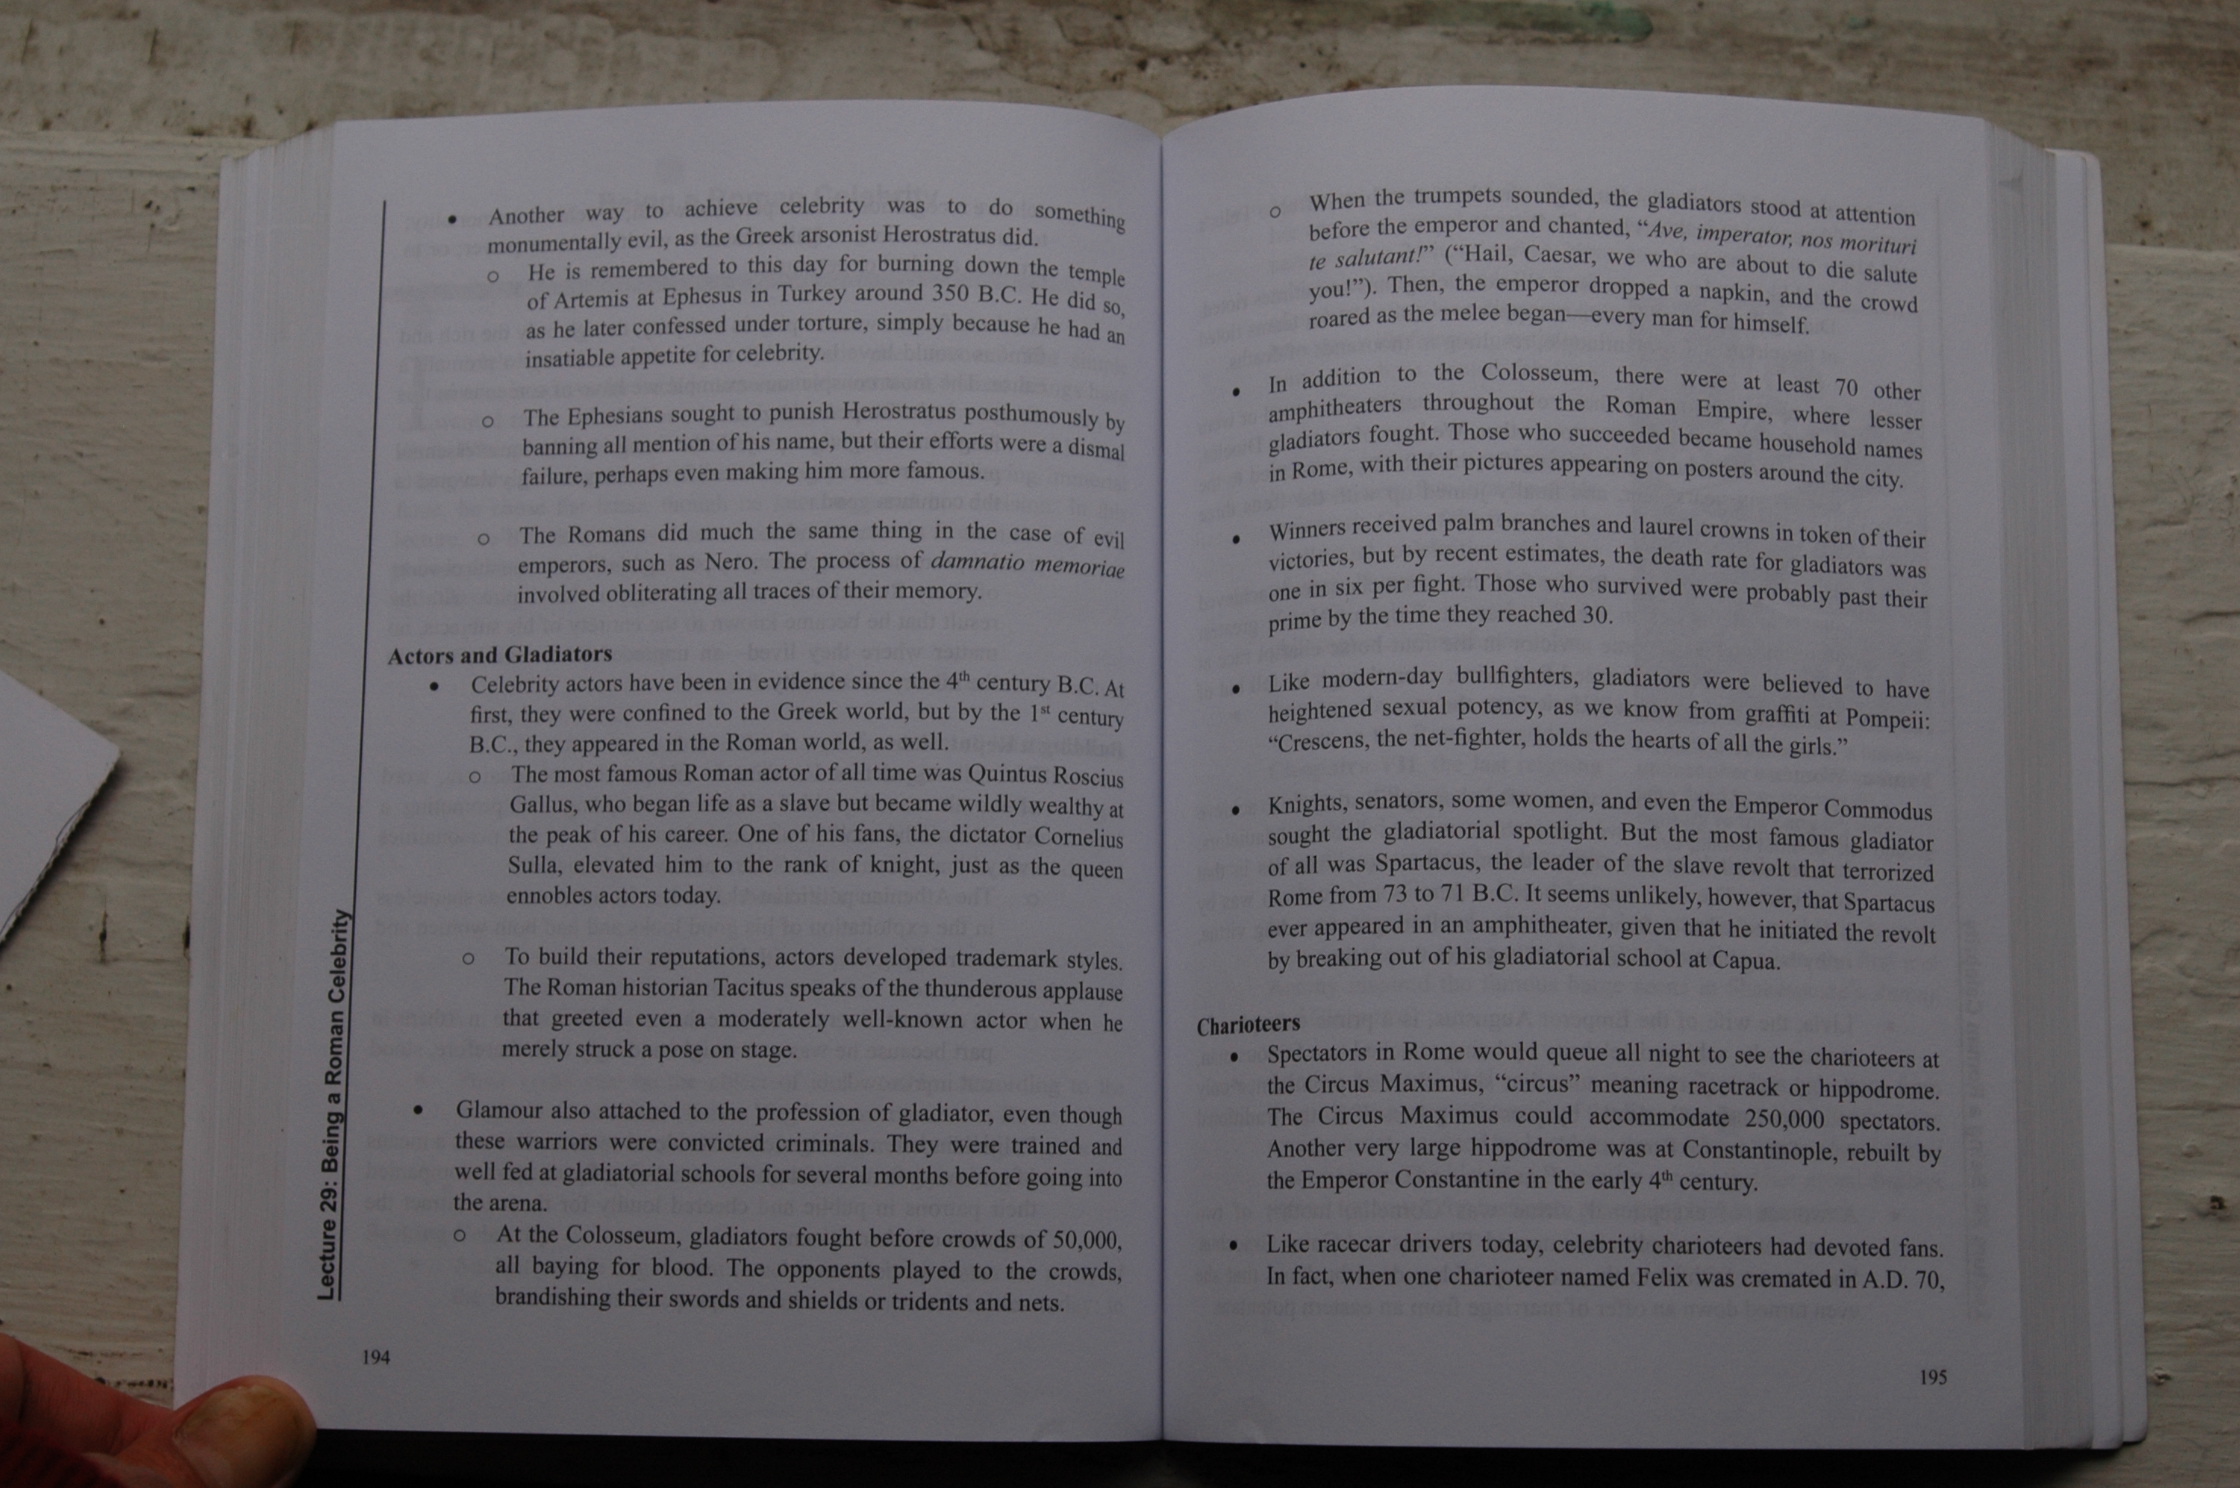 • Another way to achieve celebrity was to do something
monumentally evil, as the Greek arsonist Herostratus did.
o He is remembered to this day for burning down the temple
of Artemis at Ephesus in Turkey around 350 B.C. He did so,
as he later confessed under torture, simply because he had an
insatiable appetite for celebrity.
o The Ephesians sought to punish Herostratus posthumously by
banning all mention of his name, but their efforts were a dismal
failure, perhaps even making him more famous.
o The Romans did much the same thing in the case of evil
emperors, such as Nero. The process of damnatio memoriae
involved obliterating all traces of their memory.
Actors and Gladiators
• Celebrity actors have been in evidence since the 4th century B.C. At
first, they were confined to the Greek world, but by the 1st century
B.C., they appeared in the Roman world, as well.
o The most famous Roman actor of all time was Quintus Roscius
Gallus, who began life as a slave but became wildly wealthy at
the peak of his career. One of his fans, the dictator Cornelius
Sulla, elevated him to the rank of knight, just as the queen
ennobles actors today.
o To build their reputations, actors developed trademark styles.
The Roman historian Tacitus speaks of the thunderous applause
that greeted even a moderately well-known actor when he
merely struck a pose on stage.
• Glamour also attached to the profession of gladiator, even though
these warriors were convicted criminals. They were trained and
well fed at gladiatorial schools for several months before going into
the arena.
o At the Colosseum, gladiators fought before crowds of 50,000,
all baying for blood. The opponents played to the crowds,
brandishing their swords and shields or tridents and nets.
Lecture 29: Being a Roman Celebrity
194
o When the trumpets sounded, the gladiators stood at attention
before the emperor and chanted, “Ave, imperator, nos morituri
te salutant!” (“Hail, Caesar, we who are about to die salute
you!”). Then, the emperor dropped a napkin, and the crowd
roared as the melee began—every man for himself.
• In addition to the Colosseum, there were at least 70 other
amphitheaters throughout the Roman Empire, where lesser
gladiators fought. Those who succeeded became household names
in Rome, with their pictures appearing on posters around the city.
• Winners received palm branches and laurel crowns in token of their
victories, but by recent estimates, the death rate for gladiators was
one in six per fight. Those who survived were probably past their
prime by the time they reached 30.
• Like modern-day bullfighters, gladiators were believed to have
heightened sexual potency, as we know from graffiti at Pompeii:
“Crescens, the net-fighter, holds the hearts of all the girls.”
• Knights, senators, some women, and even the Emperor Commodus
sought the gladiatorial spotlight. But the most famous gladiator
of all was Spartacus, the leader of the slave revolt that terrorized
Rome from 73 to 71 B.C. It seems unlikely, however, that Spartacus
ever appeared in an amphitheater, given that he initiated the revolt
by breaking out of his gladiatorial school at Capua.
Charioteers
• Spectators in Rome would queue all night to see the charioteers at
the Circus Maximus, “circus” meaning racetrack or hippodrome.
The Circus Maximus could accommodate 250,000 spectators.
Another very large hippodrome was at Constantinople, rebuilt by
the Emperor Constantine in the early 4th century.
• Like racecar drivers today, celebrity charioteers had devoted fans.
In fact, when one charioteer named Felix was cremated in A.D. 70,
195